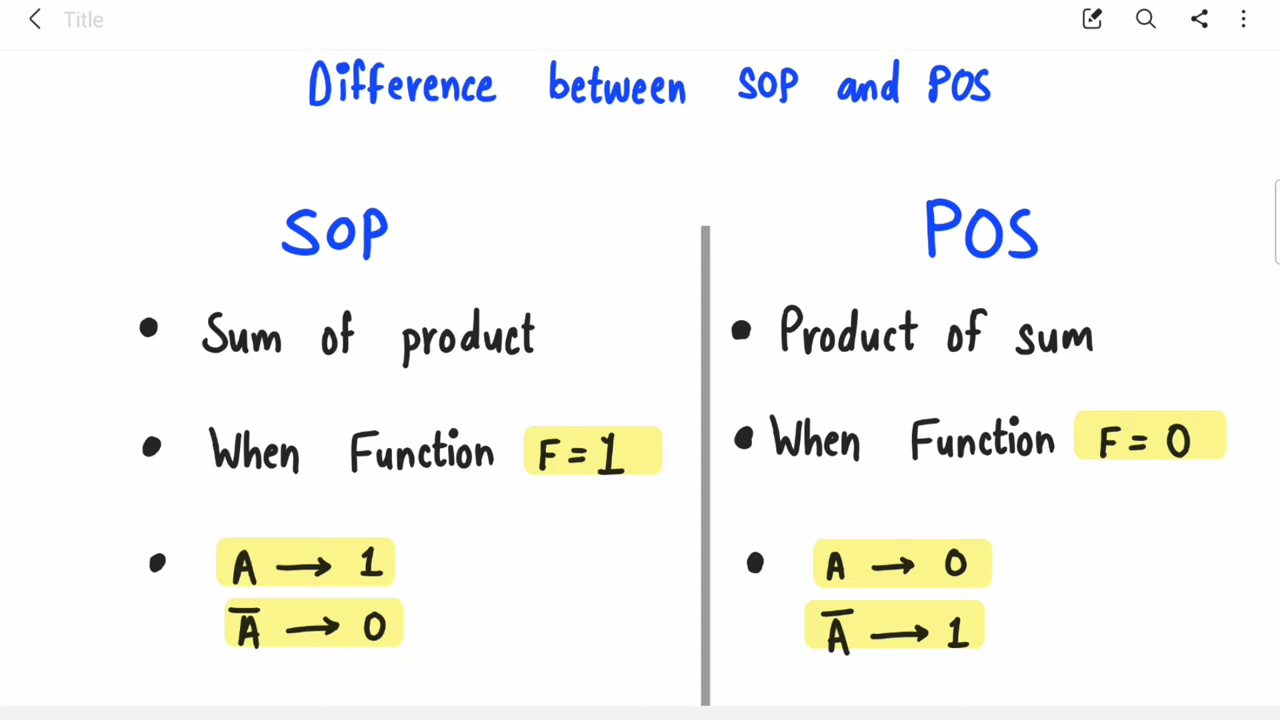 Title
Difference between SOP and POS
SOP
• Sum of product
• When Function F = 1
• A → 1
A̅ → 0
POS
• Product of sum
• When Function F = 0
• A → 0
A̅ → 1